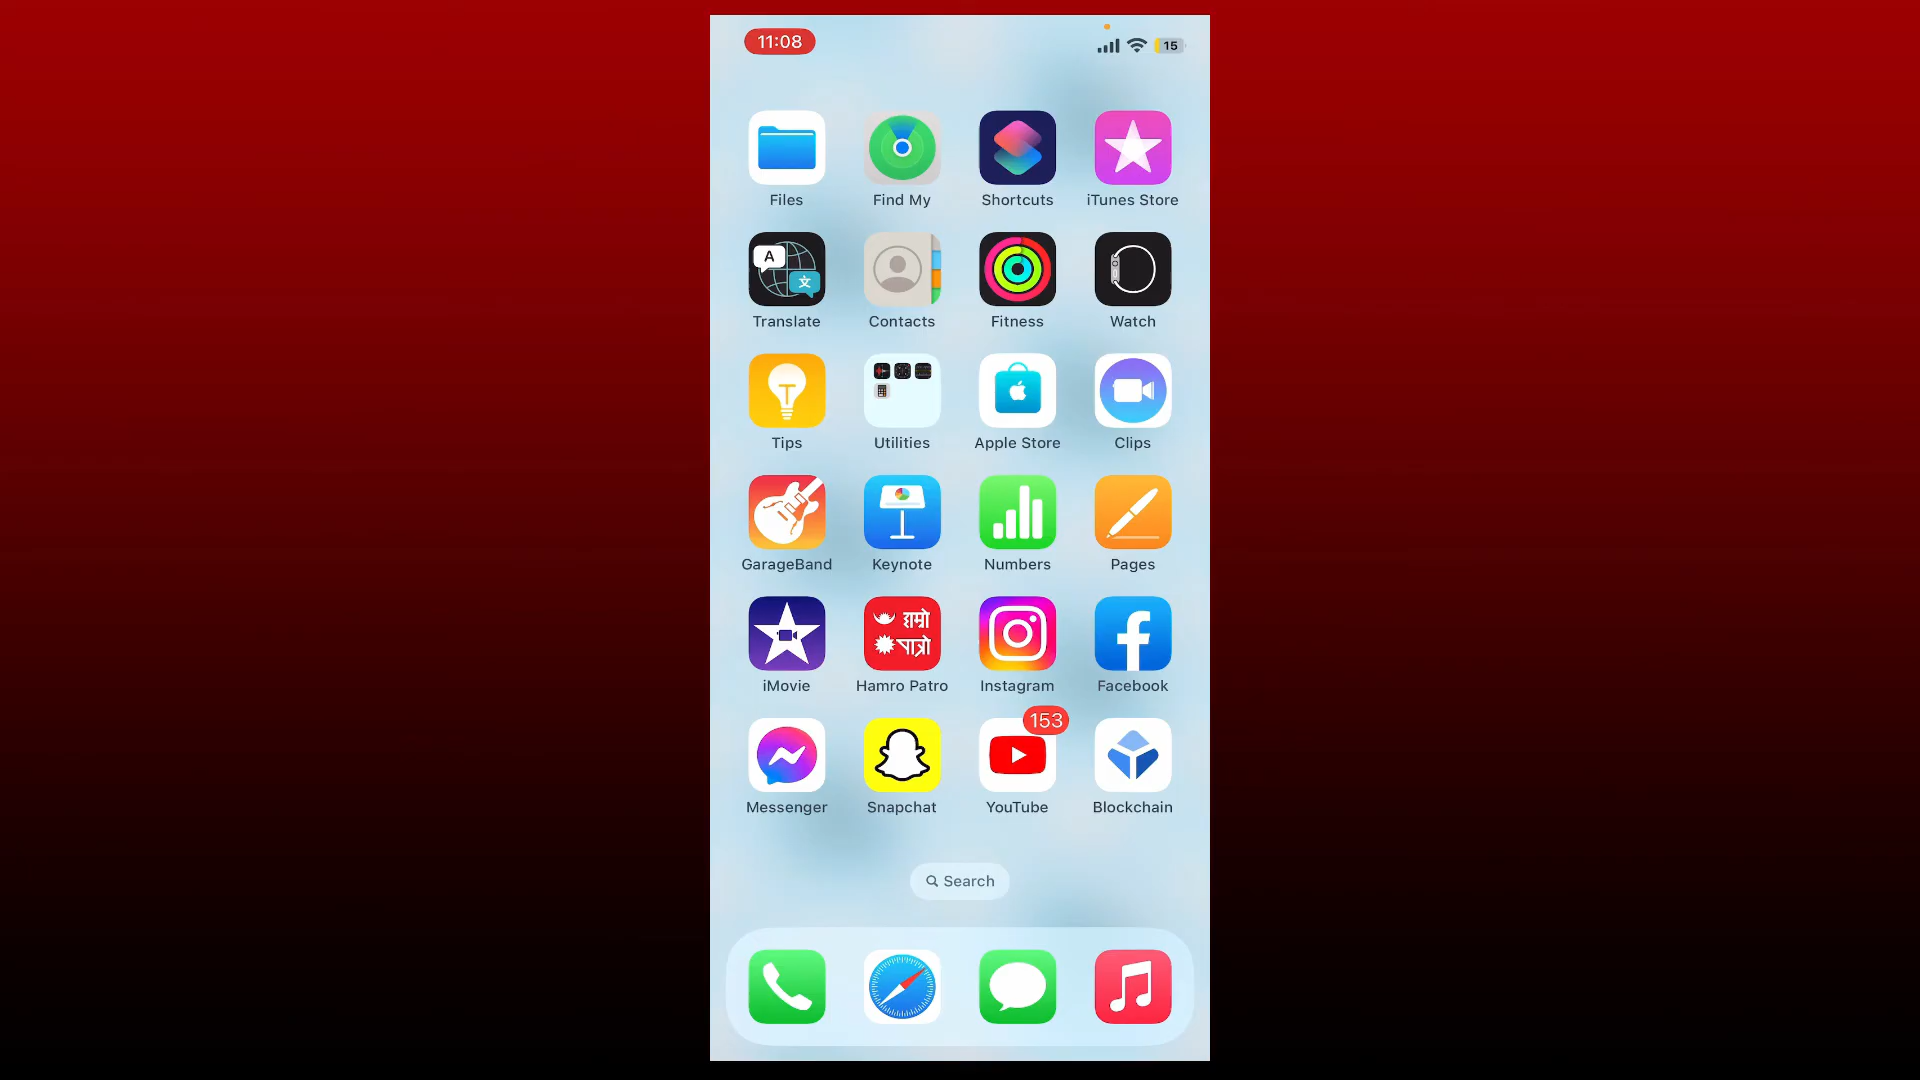 11:08
15
Files Find My Shortcuts iTunes Store
A
文
Translate Contacts Fitness Watch
Tips Utilities Apple Store Clips
GarageBand Keynote Numbers Pages
हाम्रो
पात्रो
iMovie Hamro Patro Instagram Facebook
153
Messenger Snapchat YouTube Blockchain
Search